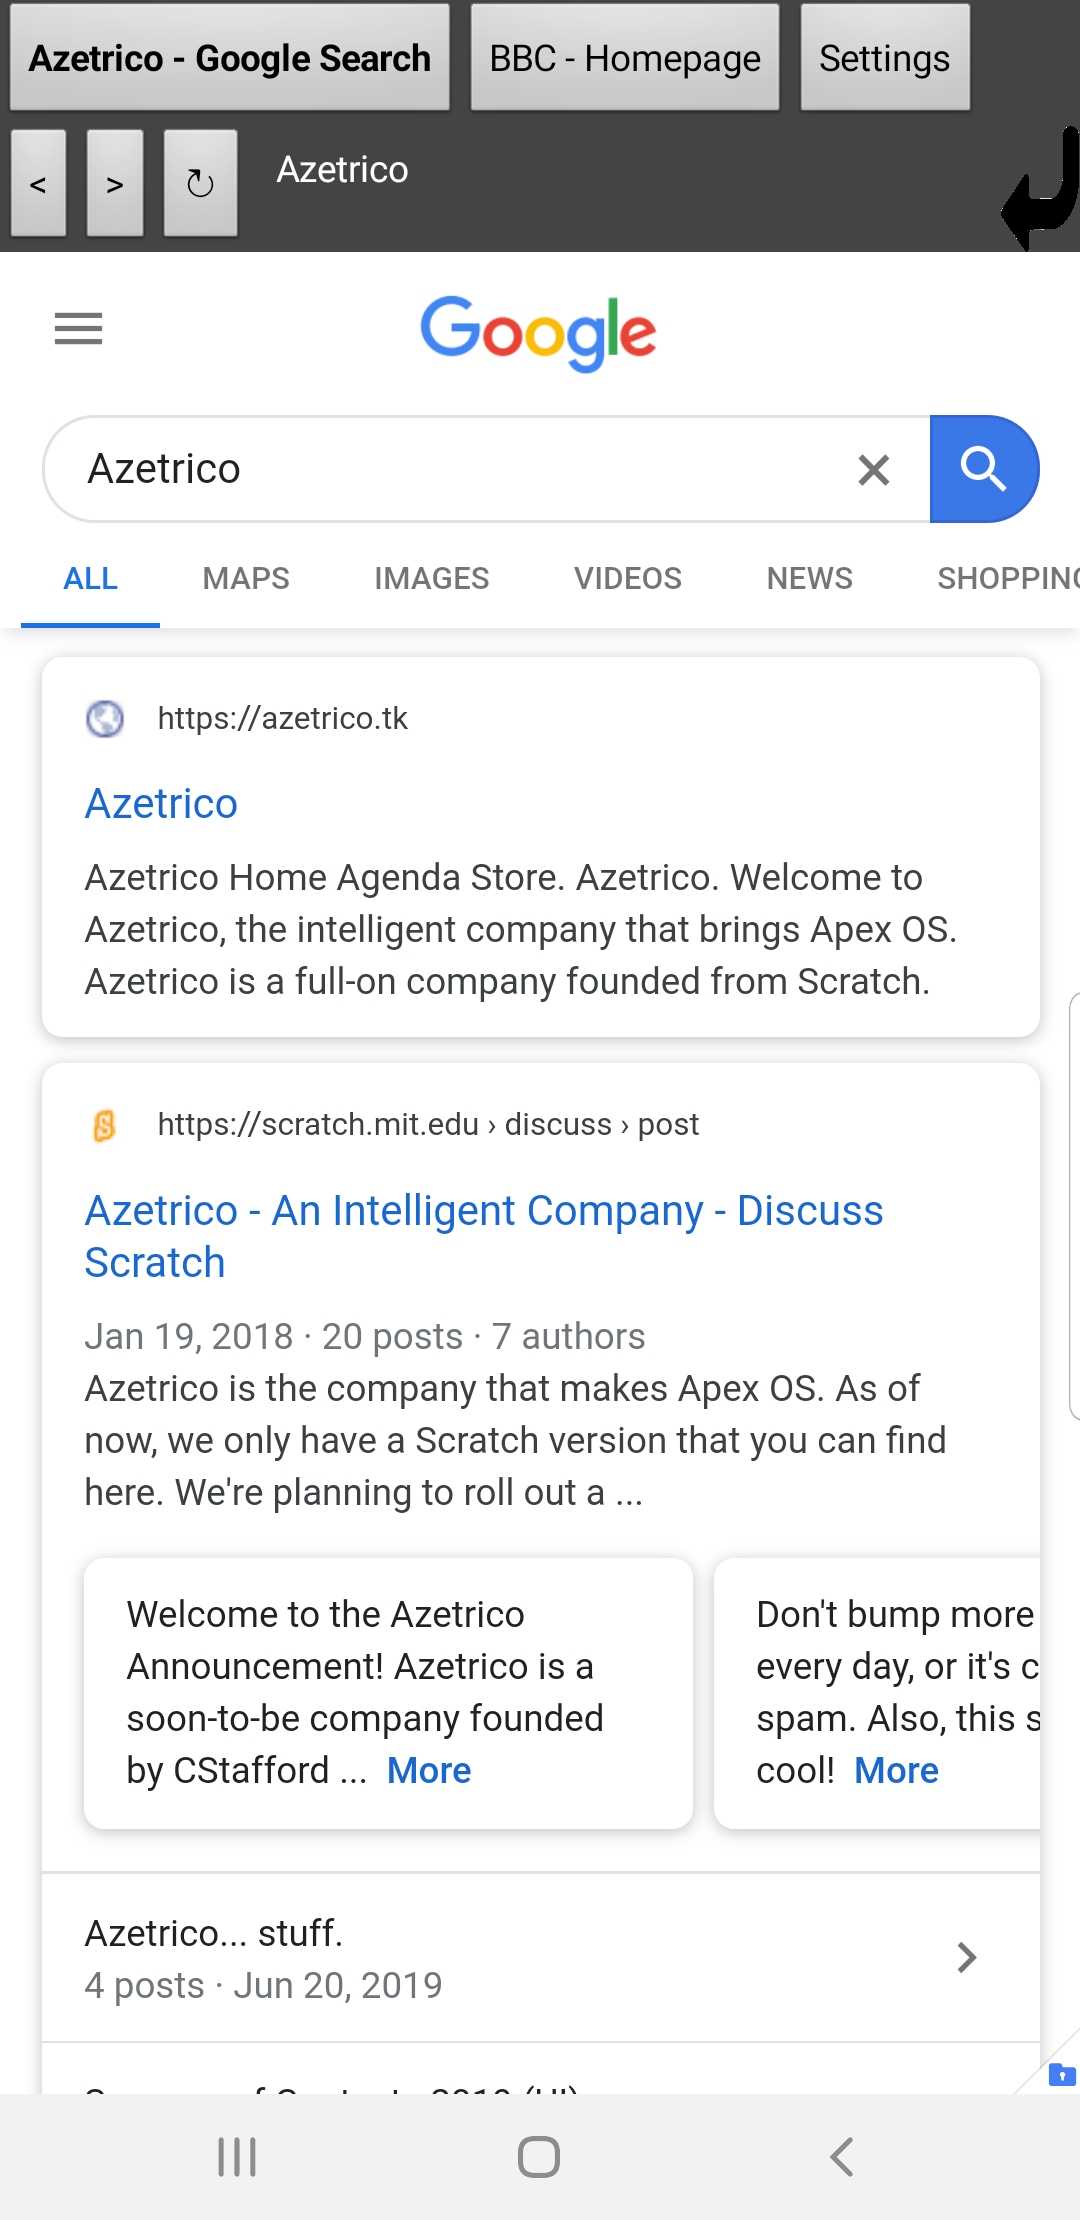 Azetrico - Google Search
BBC - Homepage
Settings
<
>
↻
Azetrico
Google
Azetrico
ALL
MAPS
IMAGES
VIDEOS
NEWS
SHOPPING
https://azetrico.tk
Azetrico
Azetrico Home Agenda Store. Azetrico. Welcome to
Azetrico, the intelligent company that brings Apex OS.
Azetrico is a full-on company founded from Scratch.
https://scratch.mit.edu › discuss › post
Azetrico - An Intelligent Company - Discuss
Scratch
Jan 19, 2018 · 20 posts · 7 authors
Azetrico is the company that makes Apex OS. As of
now, we only have a Scratch version that you can find
here. We're planning to roll out a ...
Welcome to the Azetrico
Announcement! Azetrico is a
soon-to-be company founded
by CStafford ... More
Don't bump more
every day, or it's c
spam. Also, this s
cool! More
Azetrico... stuff.
4 posts · Jun 20, 2019